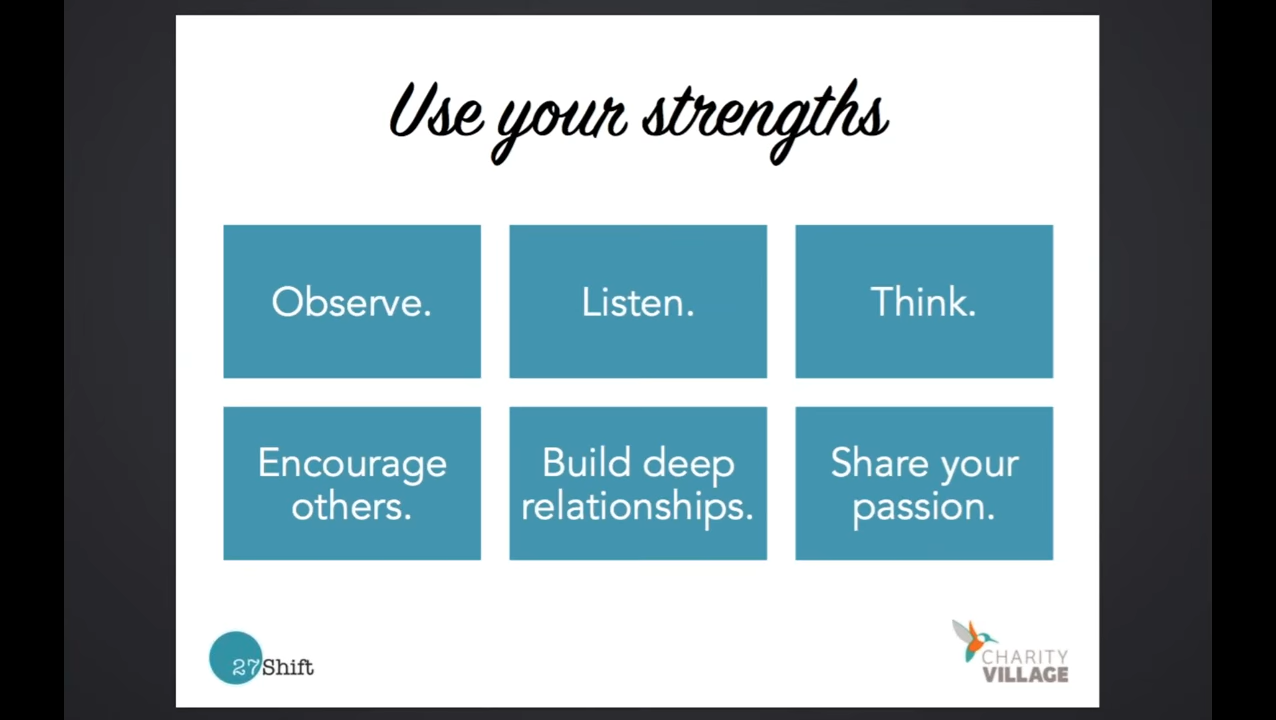 Use your strengths
Observe.
Listen.
Think.
Encourage
others.
Build deep
relationships.
Share your
passion.
27Shift
CHARITY
VILLAGE